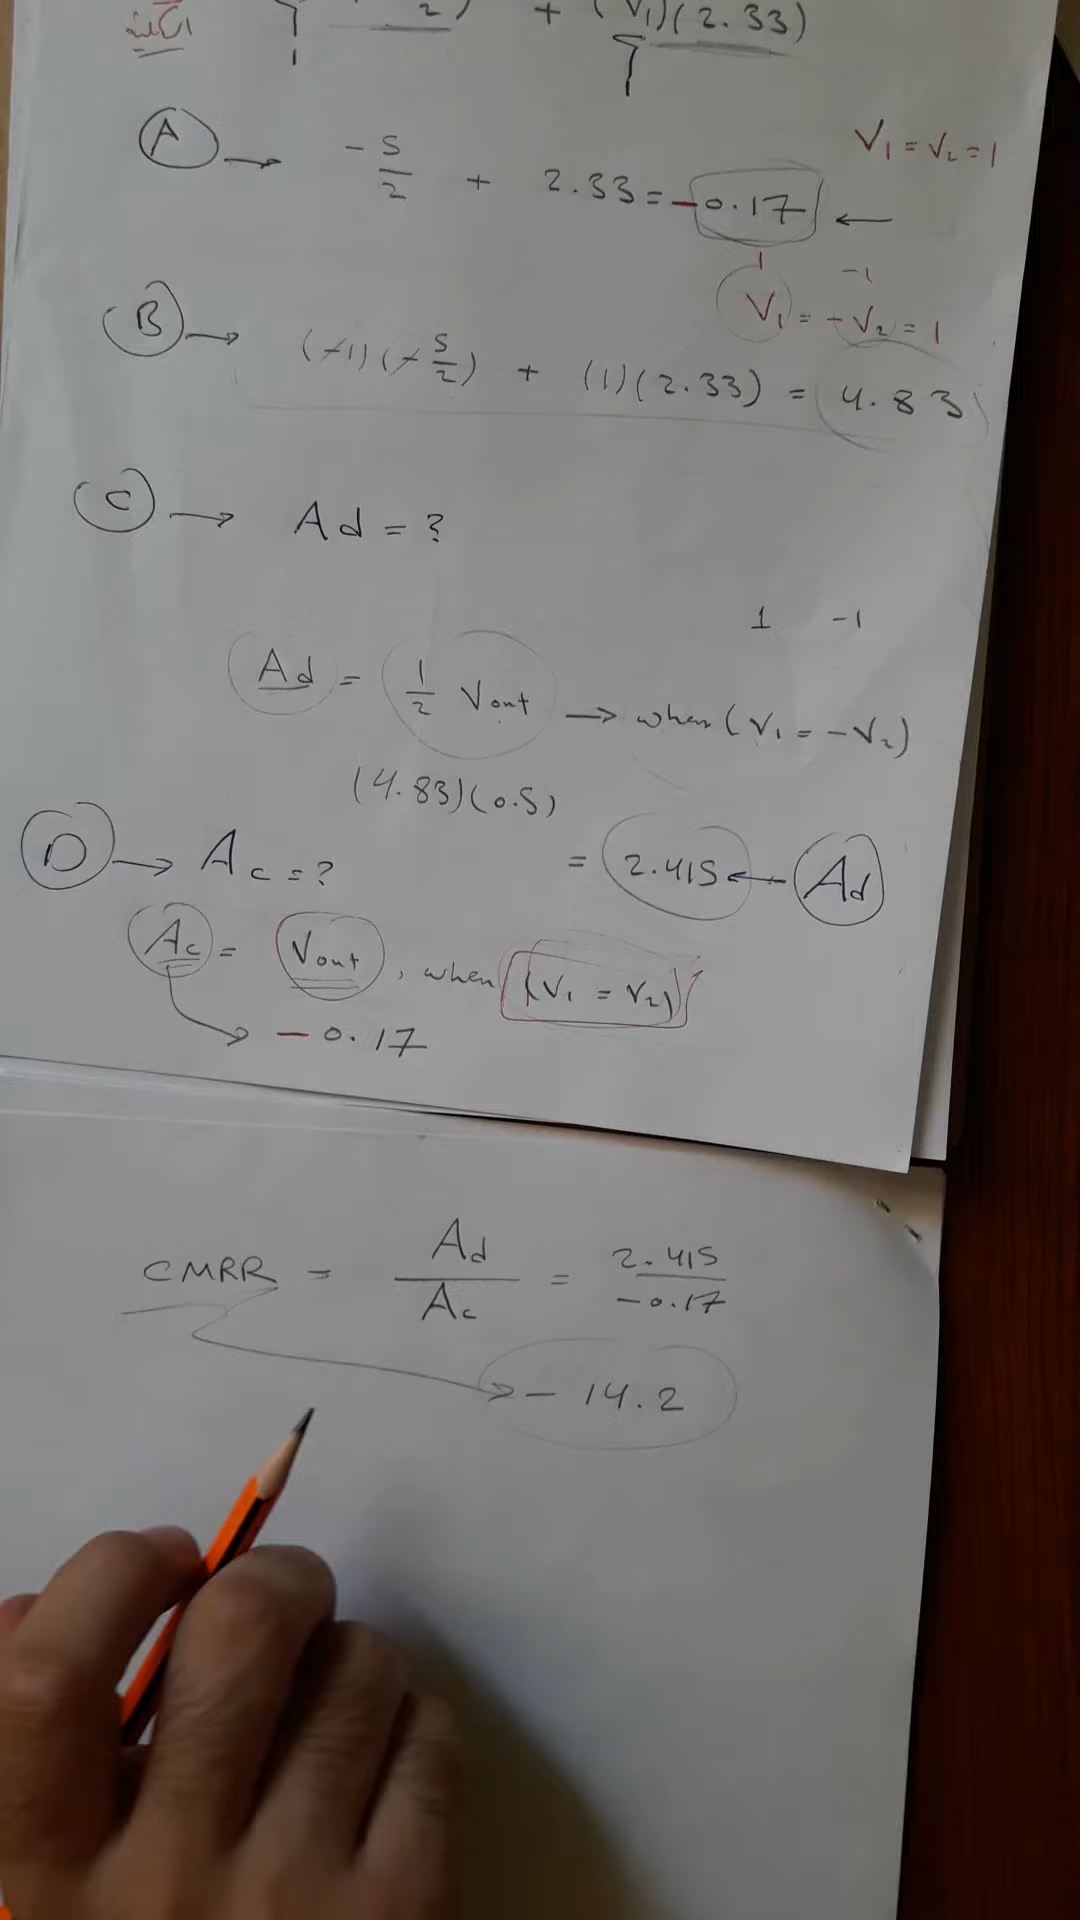 2) + (V₁)(2.33)
A → -5/2 + 2.33 = -0.17 ←
V₁ = V₂ = 1
1 -1
V₁ = -V₂ = 1
B → (-1)(-5/2) + (1)(2.33) = 4.83
C → Ad = ?
1 -1
Ad = 1/2 Vout → when (V₁ = -V₂)
(4.83)(0.5)
= 2.415 ← Ad
D → Ac = ?
Ac = Vout, when (V₁ = V₂)
→ -0.17
CMRR = Ad/Ac = 2.415/-0.17
→ -14.2